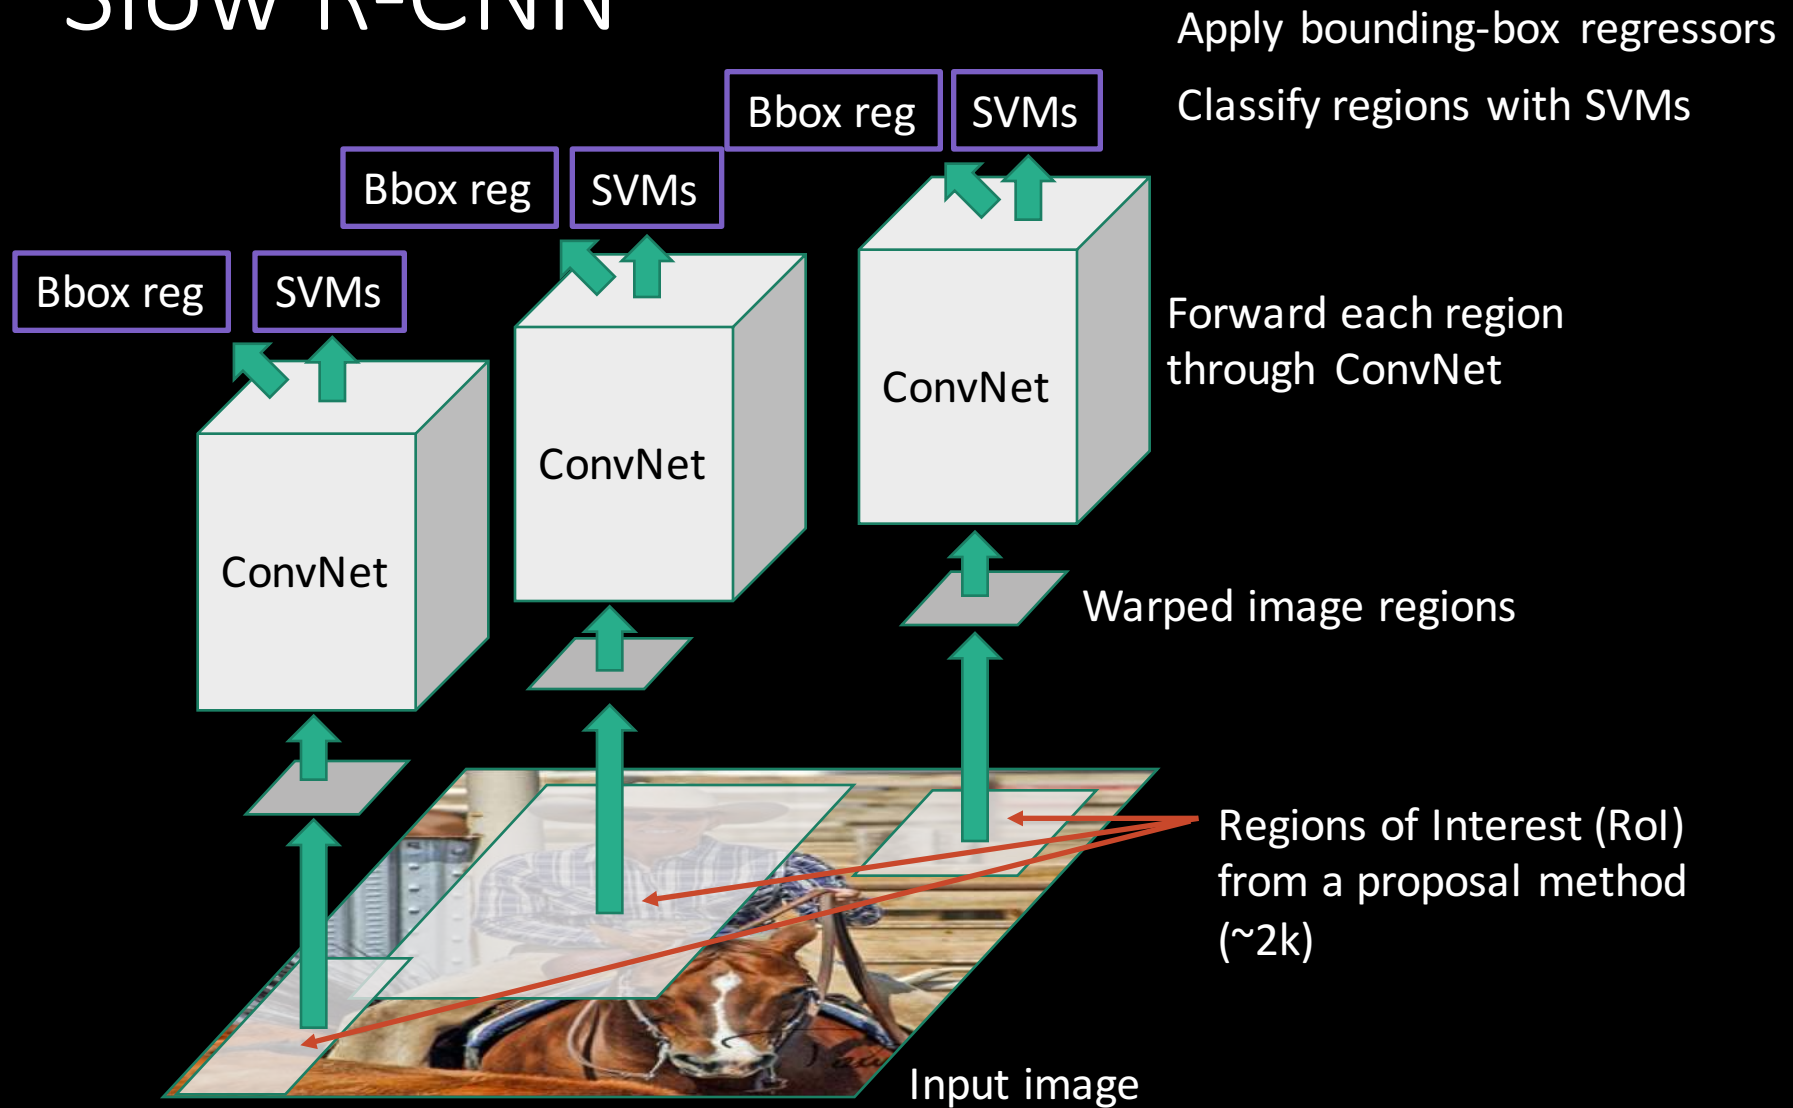 Slow R-CNN
Apply bounding-box regressors
Classify regions with SVMs
Bbox reg
SVMs
Bbox reg
SVMs
Bbox reg
SVMs
Forward each region
through ConvNet
ConvNet
ConvNet
ConvNet
Warped image regions
Regions of Interest (RoI)
from a proposal method
(~2k)
Input image